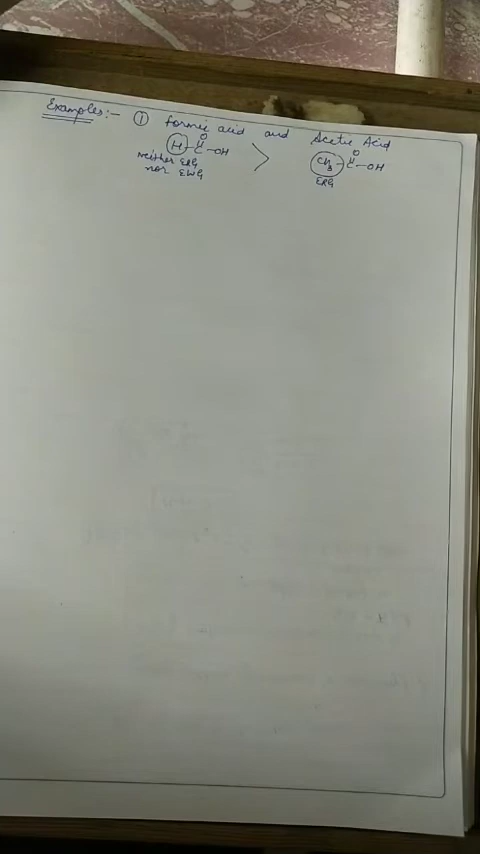 Examples:- ① Formic acid and Acetic Acid
O O
H-C-OH > CH3-C-OH
neither ERG ERG
nor EWG